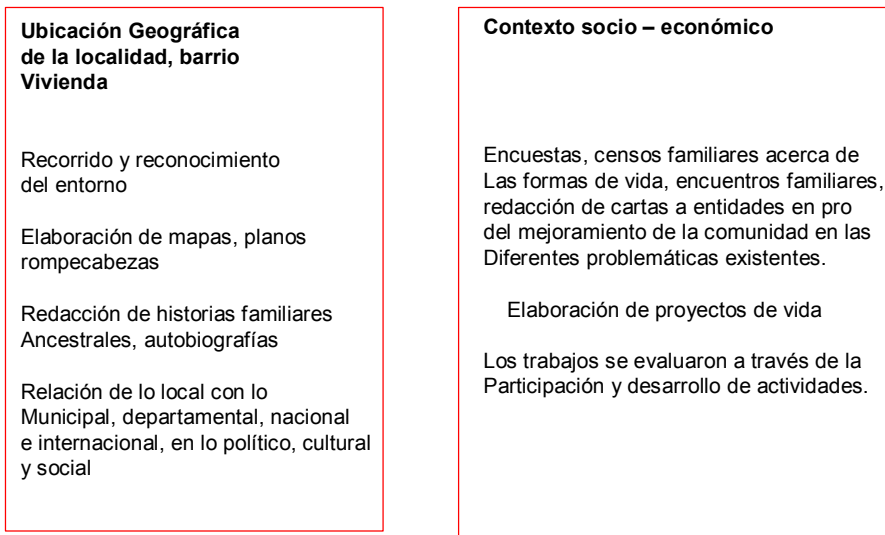 Ubicación Geográfica
de la localidad, barrio
Vivienda
Recorrido y reconocimiento
del entorno
Elaboración de mapas, planos
rompecabezas
Redacción de historias familiares
Ancestrales, autobiografías
Relación de lo local con lo
Municipal, departamental, nacional
e internacional, en lo político, cultural
y social
Contexto socio – económico
Encuestas, censos familiares acerca de
Las formas de vida, encuentros familiares,
redacción de cartas a entidades en pro
del mejoramiento de la comunidad en las
Diferentes problemáticas existentes.
Elaboración de proyectos de vida
Los trabajos se evaluaron a través de la
Participación y desarrollo de actividades.